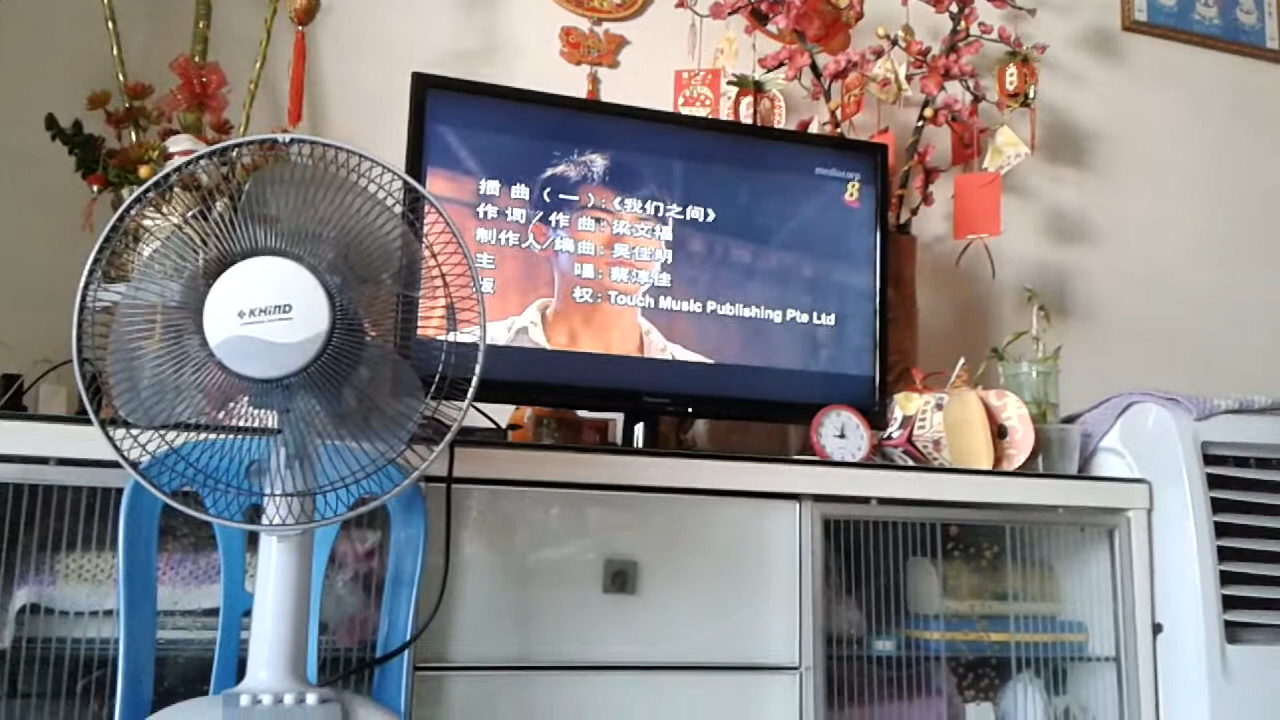 mediacorp
8
插 曲 ( 一 ) : 《我们之间》
作 词 / 作 曲 : 梁文福
制作人/编曲 : 吴佳明
主 唱 : 蔡淳佳
版 权 : Touch Music Publishing Pte Ltd
KHIND